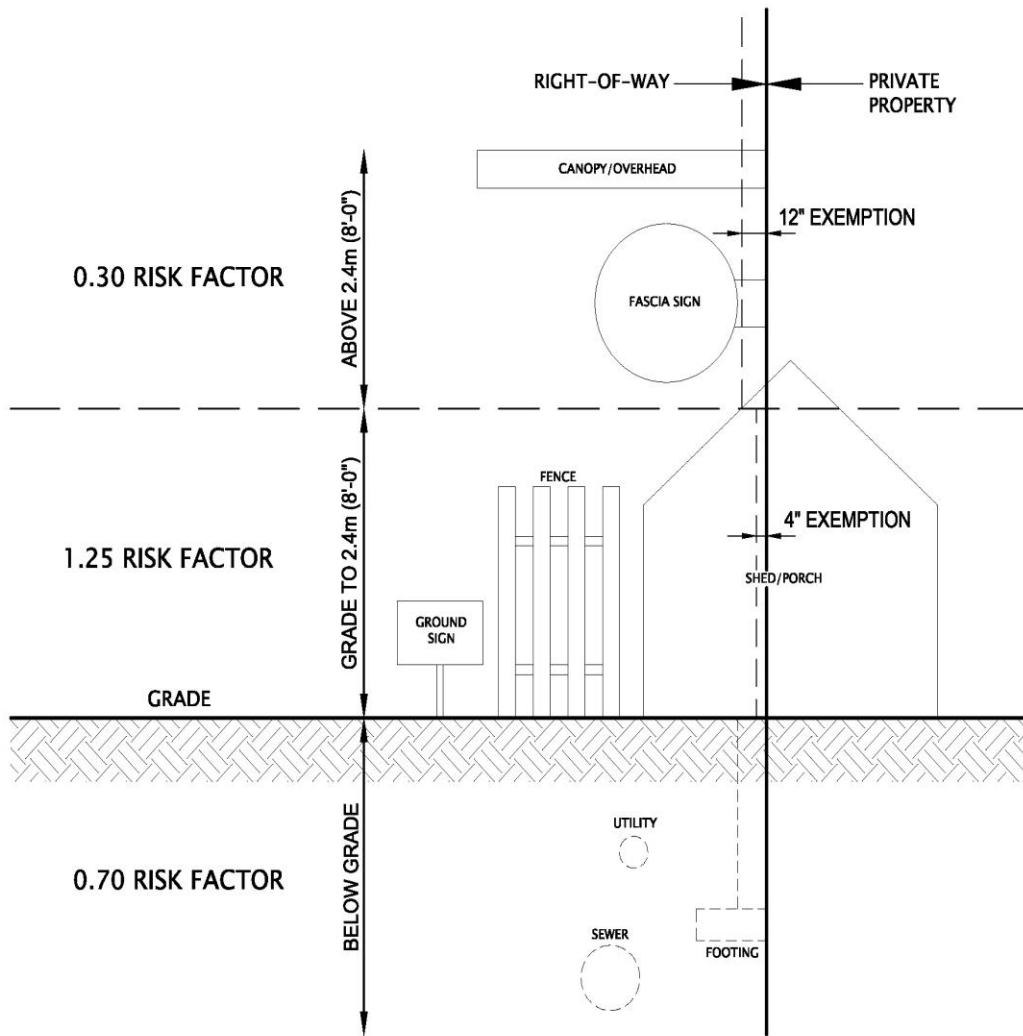 RIGHT-OF-WAY
PRIVATE
PROPERTY
CANOPY/OVERHEAD
12" EXEMPTION
0.30 RISK FACTOR
ABOVE 2.4m (8'-0")
FASCIA SIGN
FENCE
4" EXEMPTION
1.25 RISK FACTOR
GRADE TO 2.4m (8'-0")
SHED/PORCH
GROUND
SIGN
GRADE
UTILITY
0.70 RISK FACTOR
BELOW GRADE
SEWER
FOOTING